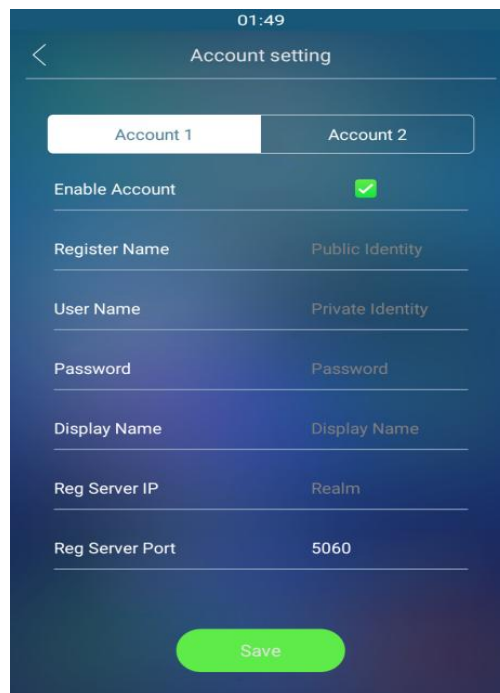 01:49
Account setting
Account 1 Account 2
Enable Account
Register Name Public Identity
User Name Private Identity
Password Password
Display Name Display Name
Reg Server IP Realm
Reg Server Port 5060
Save